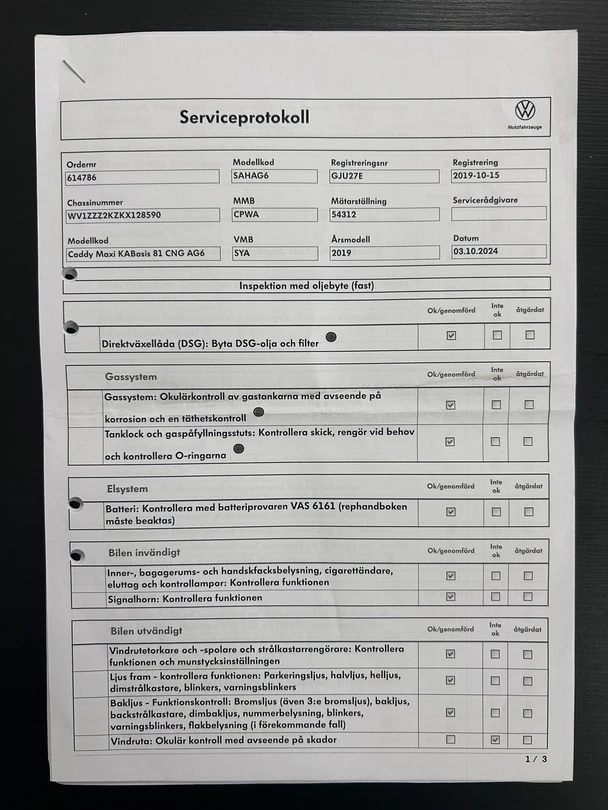 Serviceprotokoll
Nutzfahrzeuge
Ordernr Modellkod Registreringsnr Registrering
614786 SAHAG6 GJU27E 2019-10-15
Chassinummer MMB Mätarställning Servicerådgivare
WV1ZZZ2KZKX128590 CPWA 54312
Modellkod VMB Årsmodell Datum
Caddy Maxi KABasis 81 CNG AG6 SYA 2019 03.10.2024
Inspektion med oljebyte (fast)
Ok/genomförd Inte ok åtgärdat
Direktväxellåda (DSG): Byta DSG-olja och filter
Gassystem Ok/genomförd Inte ok åtgärdat
Gassystem: Okulärkontroll av gastankarna med avseende på
korrosion och en täthetskontroll
Tanklock och gaspåfyllningsstuts: Kontrollera skick, rengör vid behov
och kontrollera O-ringarna
Elsystem Ok/genomförd Inte ok åtgärdat
Batteri: Kontrollera med batteriprovaren VAS 6161 (rephandboken
måste beaktas)
Bilen invändigt Ok/genomförd Inte ok åtgärdat
Inner-, bagagerums- och handskfacksbelysning, cigarettändare,
eluttag och kontrollampor: Kontrollera funktionen
Signalhorn: Kontrollera funktionen
Bilen utvändigt Ok/genomförd Inte ok åtgärdat
Vindrutetorkare och -spolare och strålkastarrengörare: Kontrollera
funktionen och munstycksinställningen
Ljus fram - kontrollera funktionen: Parkeringsljus, halvljus, helljus,
dimstrålkastare, blinkers, varningsblinkers
Bakljus - Funktionskontroll: Bromsljus (även 3:e bromsljus), bakljus,
backstrålkastare, dimbakljus, nummerbelysning, blinkers,
varningsblinkers, flakbelysning (i förekommande fall)
Vindruta: Okulär kontroll med avseende på skador
1 / 3